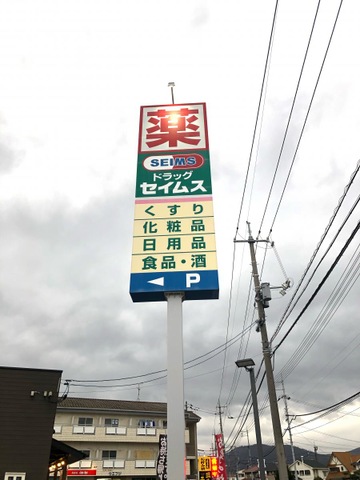 薬
SEIMS
ドラッグ
セイムス
くすり
化粧品
日用品
食品・酒
◀ P